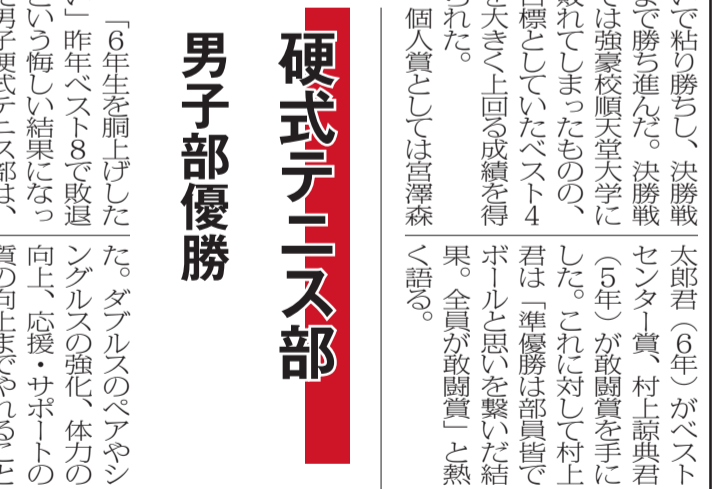 いで粘り勝ちし、決勝戦
まで勝ち進んだ。決勝戦
では強豪校順天堂大学に
敗れてしまったものの、
目標としていたベスト4
を大きく上回る成績を得
られた。
個人賞としては宮澤森
太郎君（6年）がベスト
センター賞、村上諒典君
（5年）が敢闘賞を手に
した。これに対して村上
君は「準優勝は部員皆で
ボールと思いを繋いだ結
果。全員が敢闘賞」と熱
く語る。
硬式テニス部
男子部優勝
「6年生を胴上げした
い」昨年ベスト8で敗退
という悔しい結果になっ
男子硬式テニス部は、
た。ダブルスのペアやシ
ングルスの強化、体力の
向上、応援・サポートの
質の向上までやれること